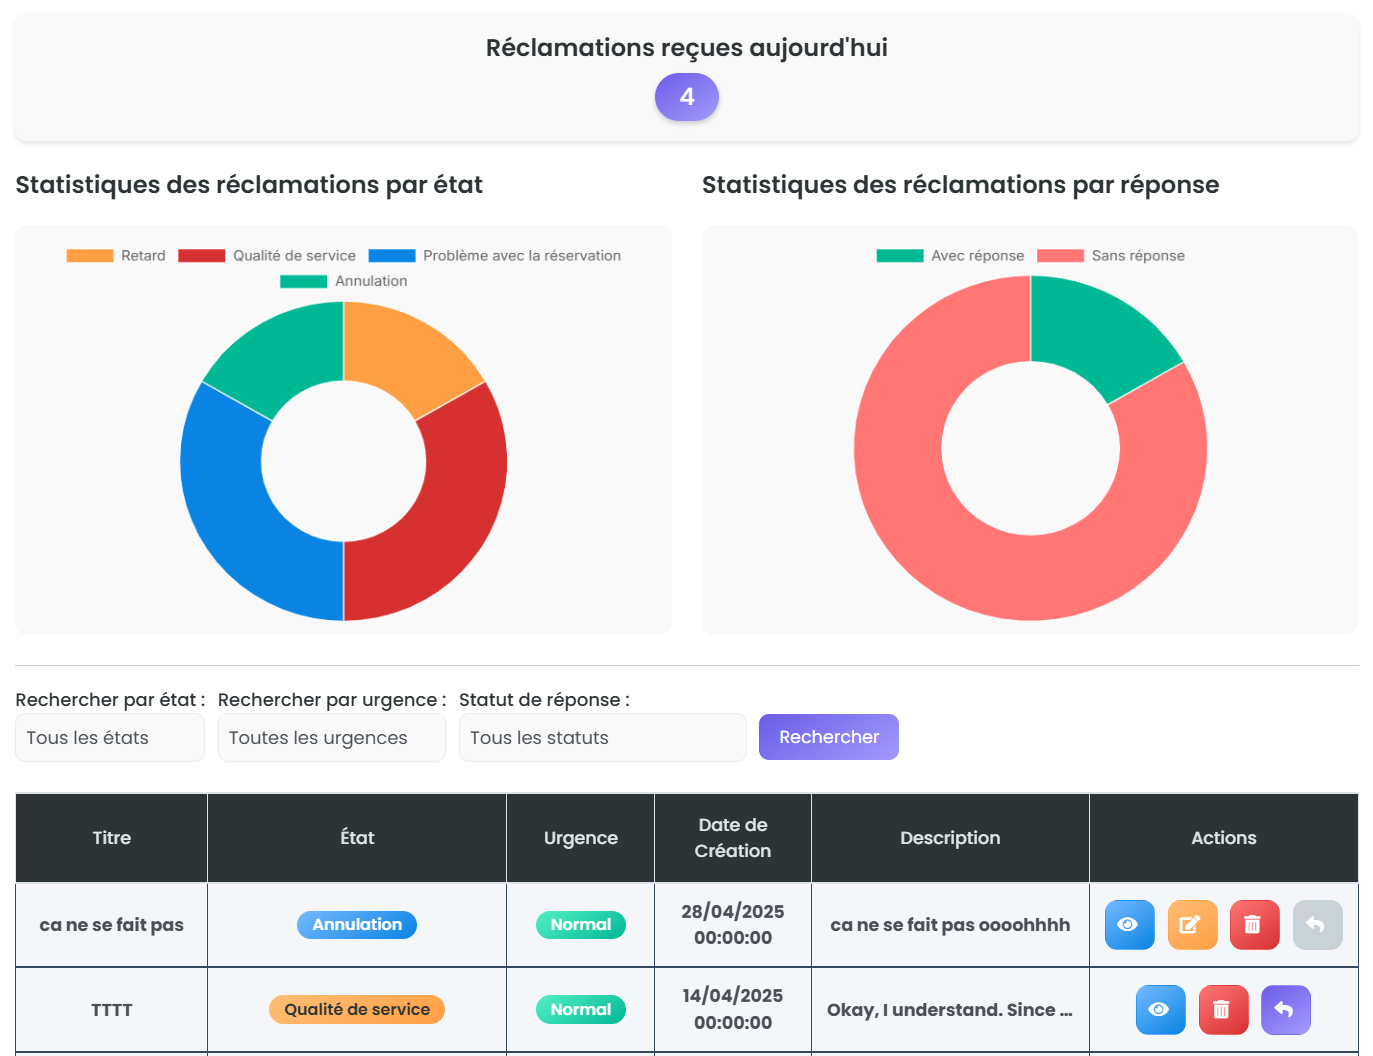 Réclamations reçues aujourd'hui
4
Statistiques des réclamations par état
Retard Qualité de service Problème avec la réservation
Annulation
Statistiques des réclamations par réponse
Avec réponse Sans réponse
Rechercher par état : Rechercher par urgence : Statut de réponse :
Tous les états Toutes les urgences Tous les statuts Rechercher
Titre État Urgence Date de Création Description Actions
ca ne se fait pas Annulation Normal 28/04/2025 00:00:00 ca ne se fait pas oooohhhh
TTTT Qualité de service Normal 14/04/2025 00:00:00 Okay, I understand. Since ...